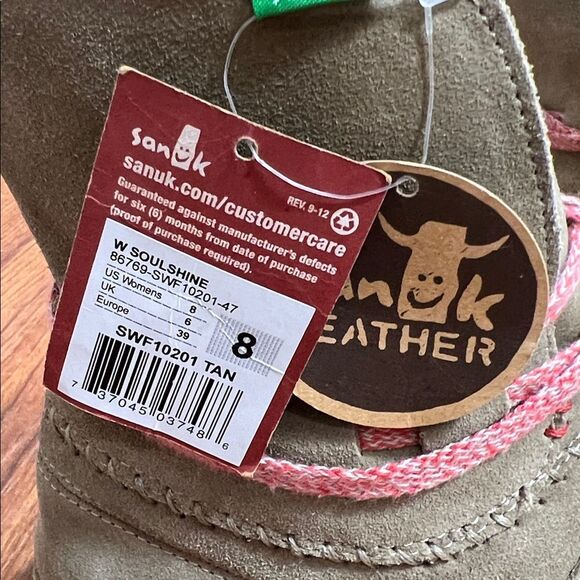 sanuk
sanuk.com/customercare
Guaranteed against manufacturer's defects
for six (6) months from date of purchase
(proof of purchase required).
REV. 9-12
W SOULSHINE
86769-SWF10201-47
US Womens 8
UK 6
Europe 39
8
SWF10201 TAN
7 37045 03748 6
anuk
EATHER